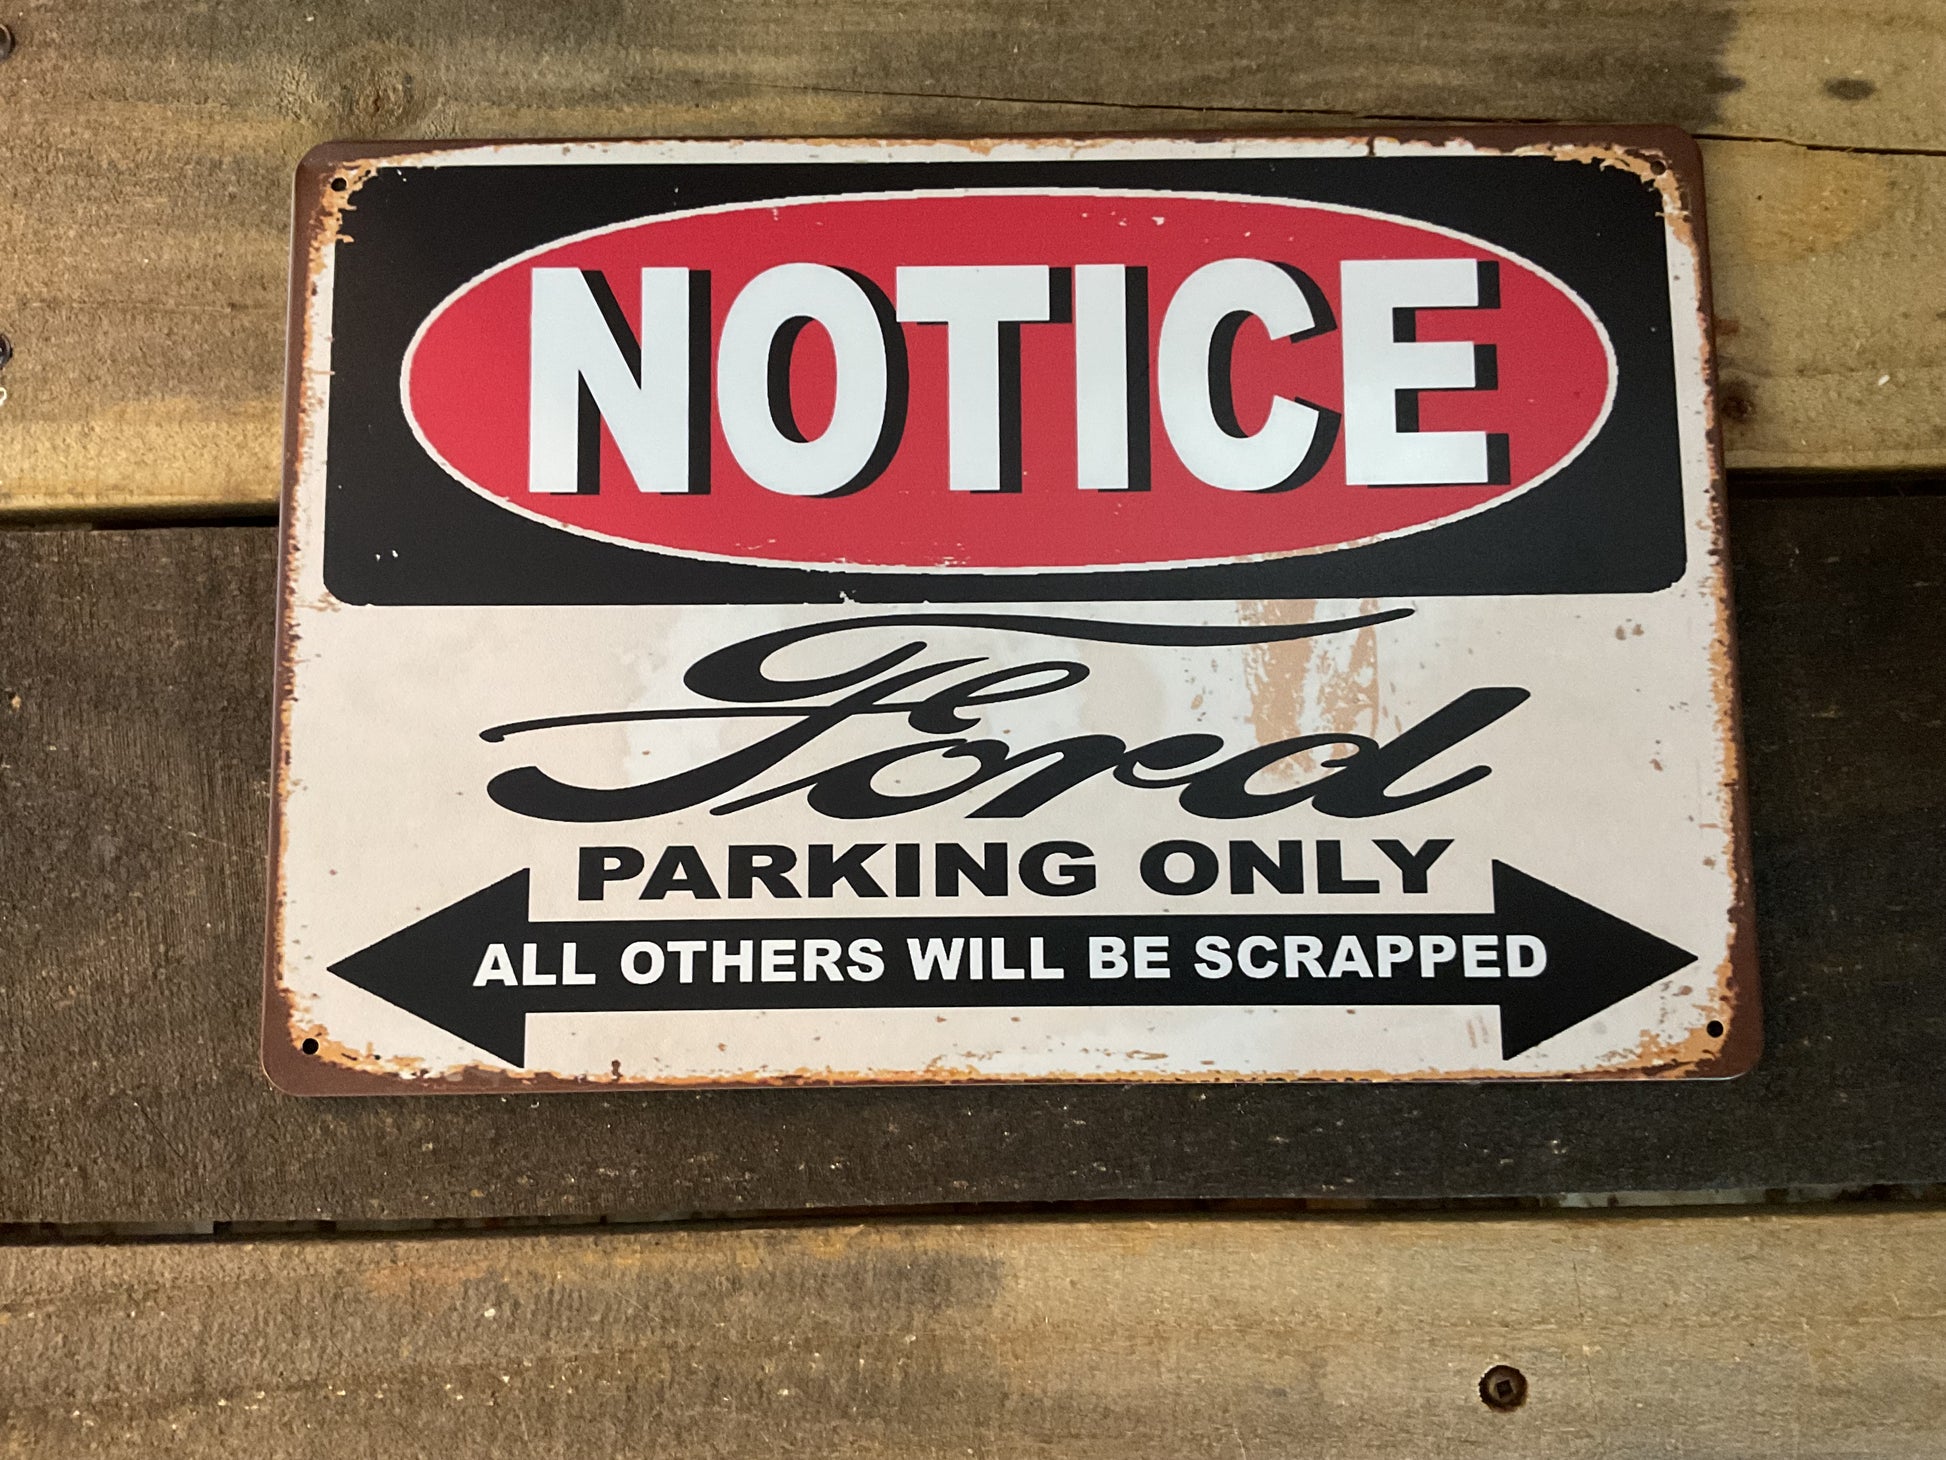 NOTICE
Ford
PARKING ONLY
ALL OTHERS WILL BE SCRAPPED